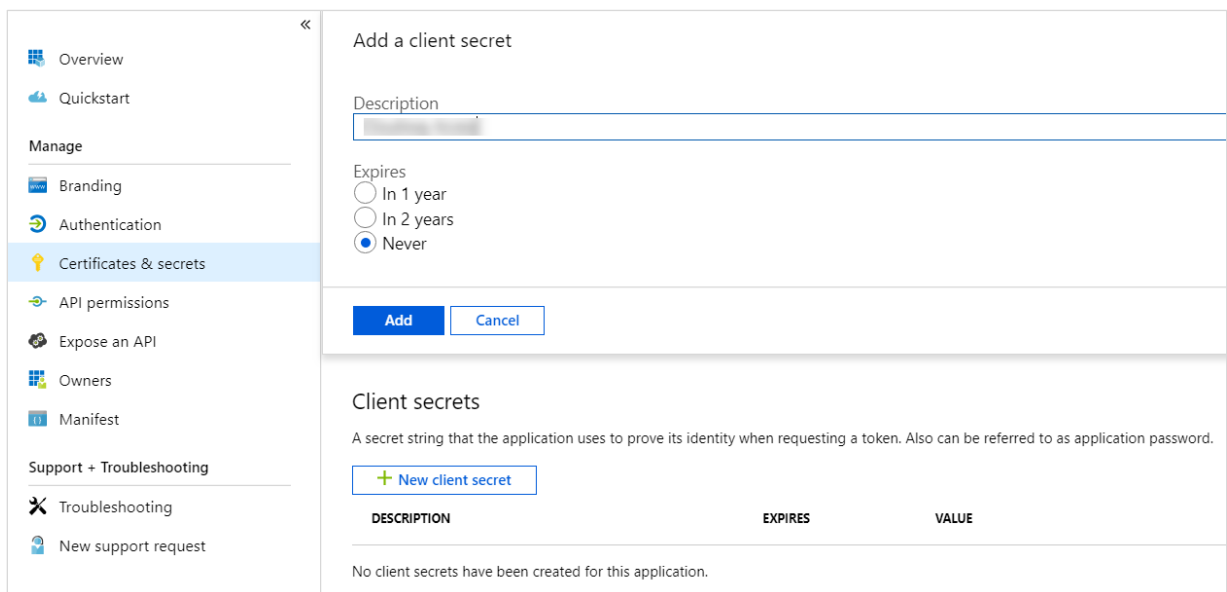 «
Overview
Quickstart
Manage
Branding
Authentication
Certificates & secrets
API permissions
Expose an API
Owners
Manifest
Support + Troubleshooting
Troubleshooting
New support request
Add a client secret
Description
Expires
In 1 year
In 2 years
Never
Add
Cancel
Client secrets
A secret string that the application uses to prove its identity when requesting a token. Also can be referred to as application password.
+ New client secret
DESCRIPTION EXPIRES VALUE
No client secrets have been created for this application.